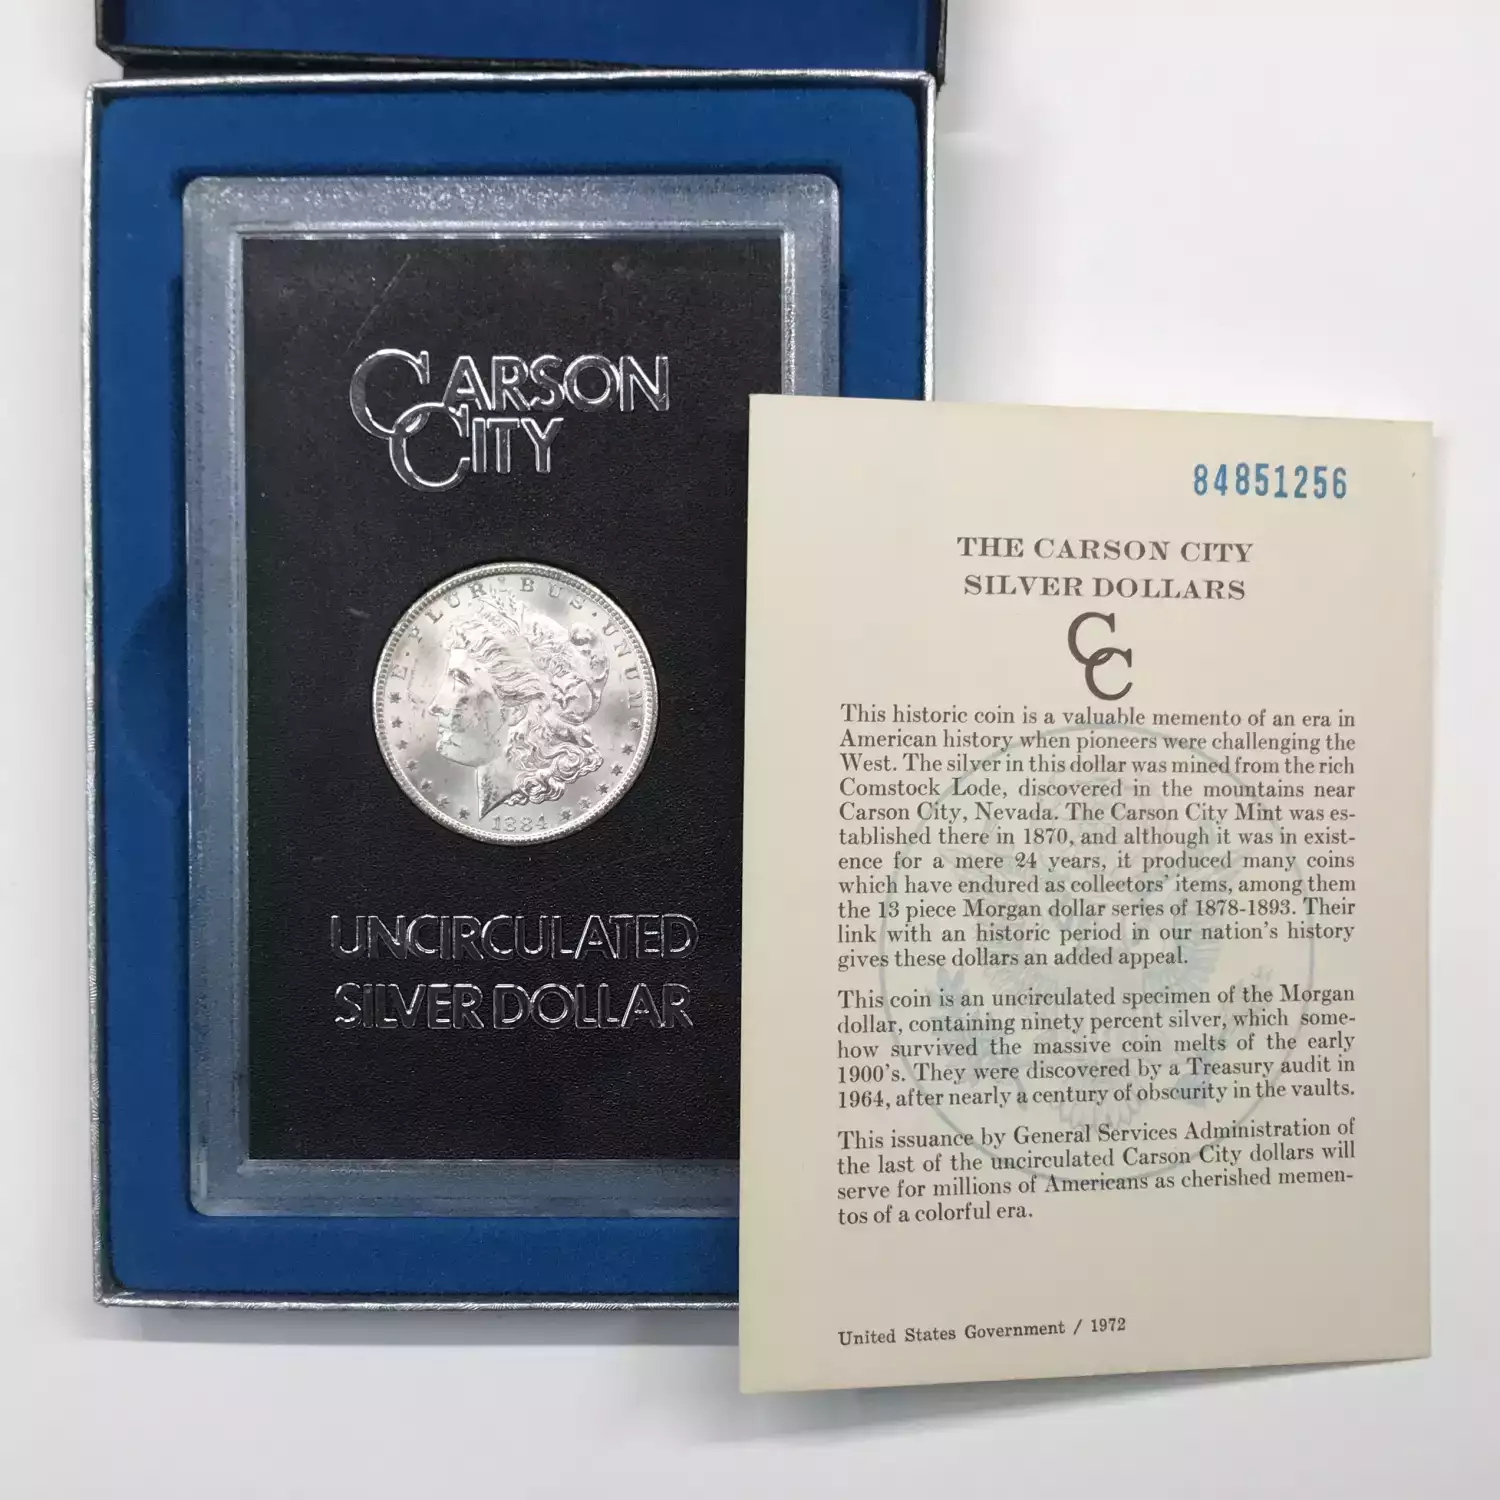 CARSON
CITY
E·PLURIBUS·UNUM
1884
UNCIRCULATED
SILVER DOLLAR
84851256
THE CARSON CITY
SILVER DOLLARS
CC
This historic coin is a valuable memento of an era in
American history when pioneers were challenging the
West. The silver in this dollar was mined from the rich
Comstock Lode, discovered in the mountains near
Carson City, Nevada. The Carson City Mint was es-
tablished there in 1870, and although it was in exist-
ence for a mere 24 years, it produced many coins
which have endured as collectors' items, among them
the 13 piece Morgan dollar series of 1878-1893. Their
link with an historic period in our nation's history
gives these dollars an added appeal.
This coin is an uncirculated specimen of the Morgan
dollar, containing ninety percent silver, which some-
how survived the massive coin melts of the early
1900's. They were discovered by a Treasury audit in
1964, after nearly a century of obscurity in the vaults.
This issuance by General Services Administration of
the last of the uncirculated Carson City dollars will
serve for millions of Americans as cherished memen-
tos of a colorful era.
United States Government / 1972